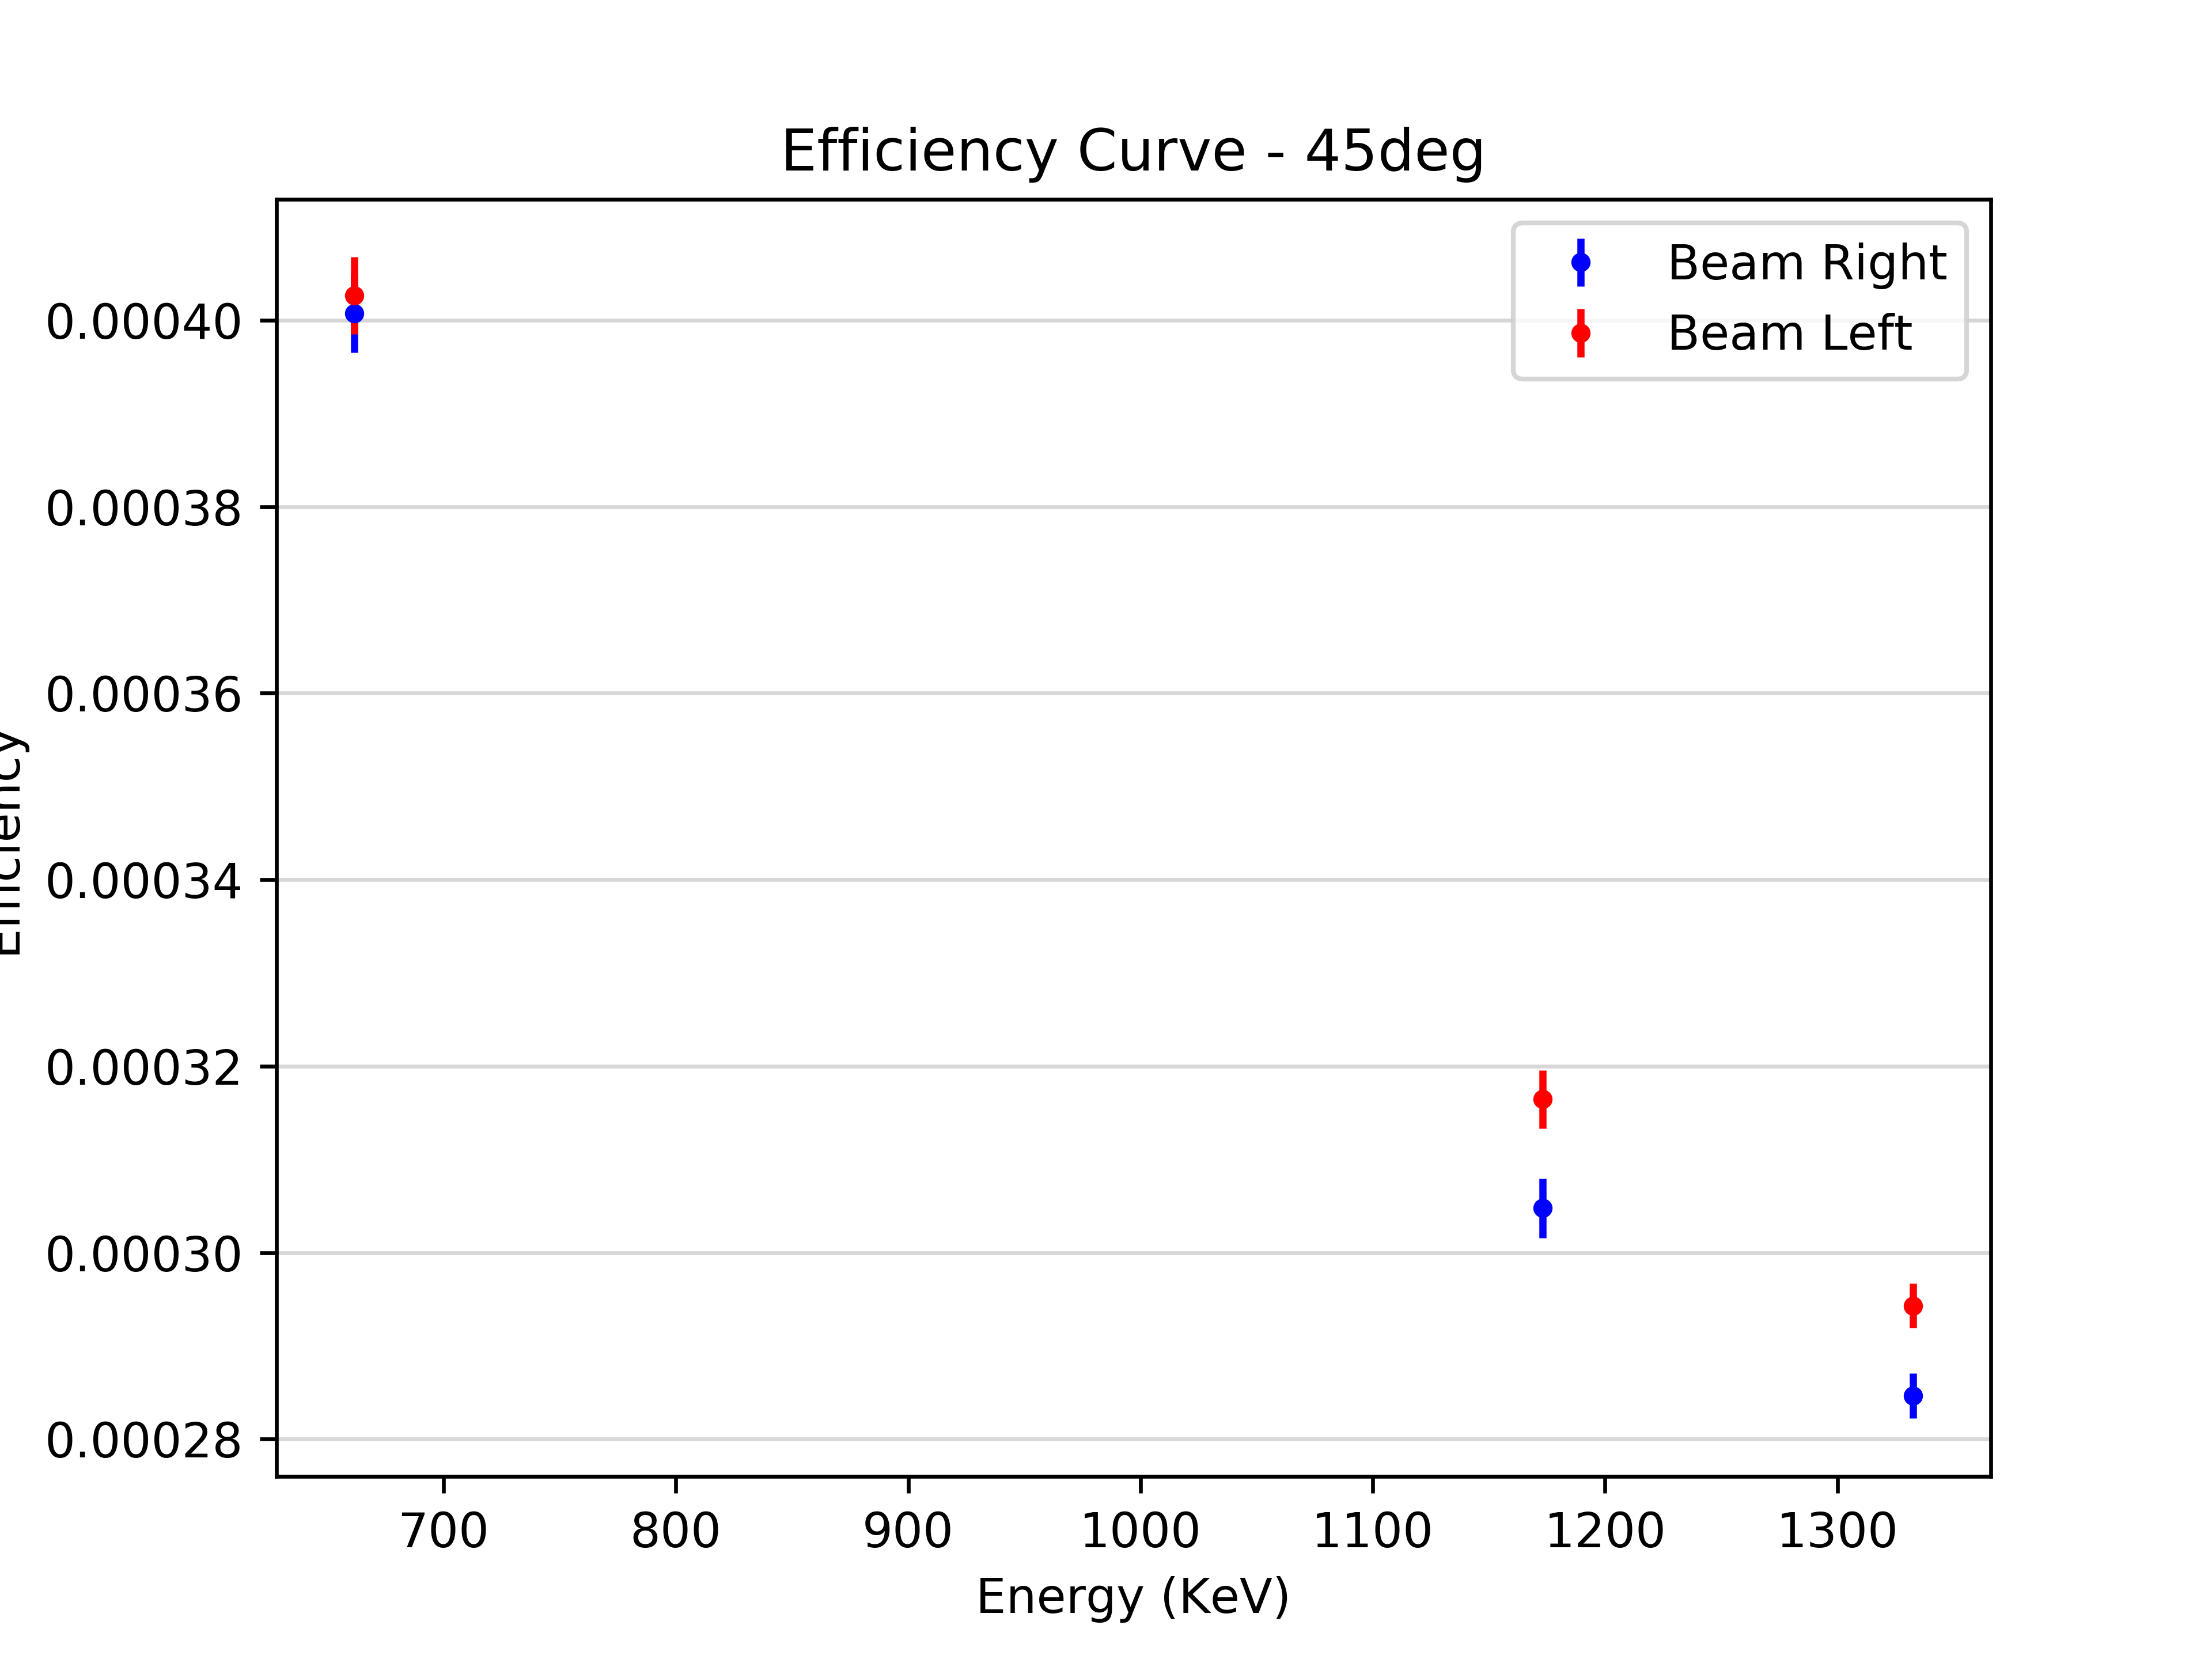 Efficiency Curve - 45deg
Beam Right
Beam Left
0.00040
0.00038
0.00036
0.00034
0.00032
0.00030
0.00028
Efficiency
700 800 900 1000 1100 1200 1300
Energy (KeV)